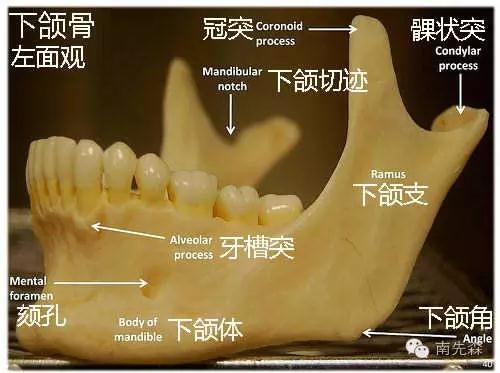 下颌骨
左面观
冠突
Coronoid
process
髁状突
Condylar
process
Mandibular
notch
下颌切迹
Ramus
下颌支
Alveolar
process
牙槽突
Mental
foramen
颏孔
Body of
mandible
下颌体
下颌角
Angle
南先森
40